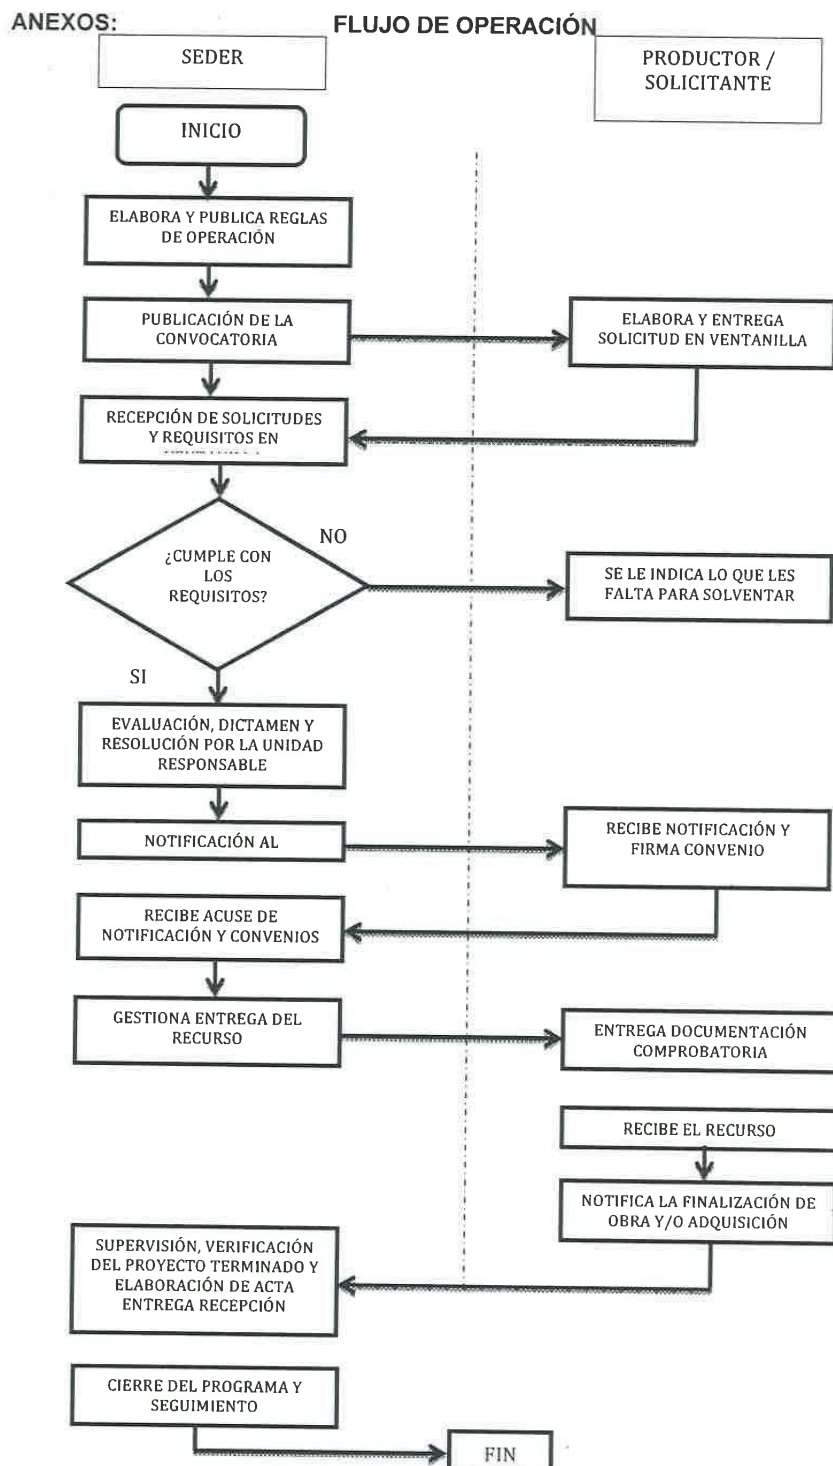 ANEXOS:
FLUJO DE OPERACIÓN
SEDER
PRODUCTOR /
SOLICITANTE
INICIO
ELABORA Y PUBLICA REGLAS
DE OPERACIÓN
PUBLICACIÓN DE LA
CONVOCATORIA
ELABORA Y ENTREGA
SOLICITUD EN VENTANILLA
RECEPCIÓN DE SOLICITUDES
Y REQUISITOS EN
¿CUMPLE CON
LOS
REQUISITOS?
NO
SE LE INDICA LO QUE LES
FALTA PARA SOLVENTAR
SI
EVALUACIÓN, DICTAMEN Y
RESOLUCIÓN POR LA UNIDAD
RESPONSABLE
NOTIFICACIÓN AL
RECIBE NOTIFICACIÓN Y
FIRMA CONVENIO
RECIBE ACUSE DE
NOTIFICACIÓN Y CONVENIOS
GESTIONA ENTREGA DEL
RECURSO
ENTREGA DOCUMENTACIÓN
COMPROBATORIA
RECIBE EL RECURSO
NOTIFICA LA FINALIZACIÓN DE
OBRA Y/O ADQUISICIÓN
SUPERVISIÓN, VERIFICACIÓN
DEL PROYECTO TERMINADO Y
ELABORACIÓN DE ACTA
ENTREGA RECEPCIÓN
CIERRE DEL PROGRAMA Y
SEGUIMIENTO
FIN